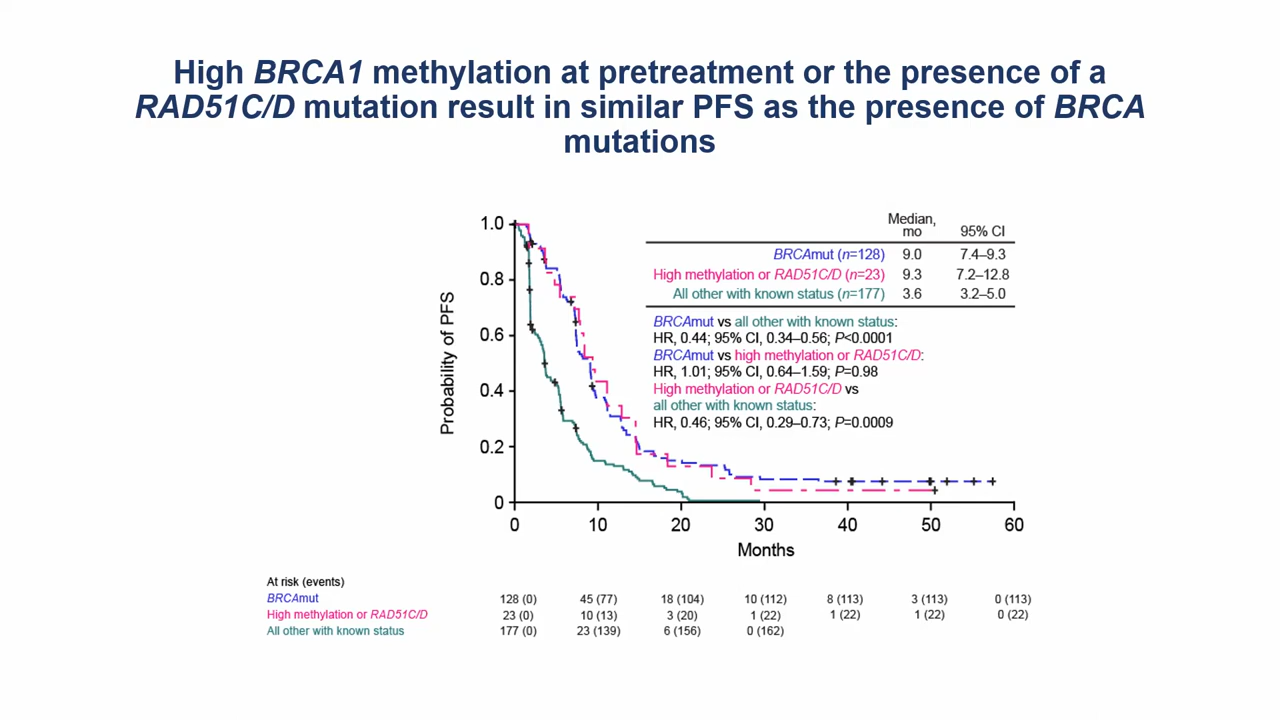 High BRCA1 methylation at pretreatment or the presence of a
RAD51C/D mutation result in similar PFS as the presence of BRCA
mutations
Median,
mo
95% CI
BRCAmut (n=128) 9.0 7.4–9.3
High methylation or RAD51C/D (n=23) 9.3 7.2–12.8
All other with known status (n=177) 3.6 3.2–5.0
BRCAmut vs all other with known status:
HR, 0.44; 95% CI, 0.34–0.56; P<0.0001
BRCAmut vs high methylation or RAD51C/D:
HR, 1.01; 95% CI, 0.64–1.59; P=0.98
High methylation or RAD51C/D vs
all other with known status:
HR, 0.46; 95% CI, 0.29–0.73; P=0.0009
Probability of PFS
1.0
0.8
0.6
0.4
0.2
0
0 10 20 30 40 50 60
Months
At risk (events)
BRCAmut 128 (0) 45 (77) 18 (104) 10 (112) 8 (113) 3 (113) 0 (113)
High methylation or RAD51C/D 23 (0) 10 (13) 3 (20) 1 (22) 1 (22) 1 (22) 0 (22)
All other with known status 177 (0) 23 (139) 6 (156) 0 (162)